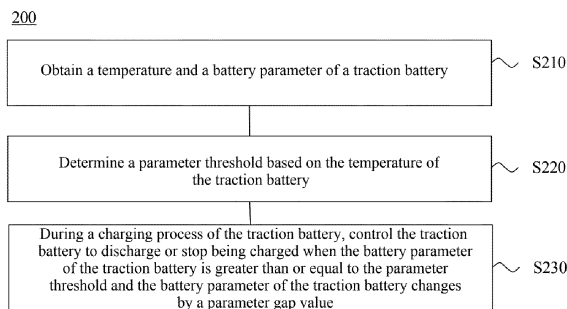 200
Obtain a temperature and a battery parameter of a traction battery
S210
Determine a parameter threshold based on the temperature of
the traction battery
S220
During a charging process of the traction battery, control the traction
battery to discharge or stop being charged when the battery parameter
of the traction battery is greater than or equal to the parameter
threshold and the battery parameter of the traction battery changes
by a parameter gap value
S230